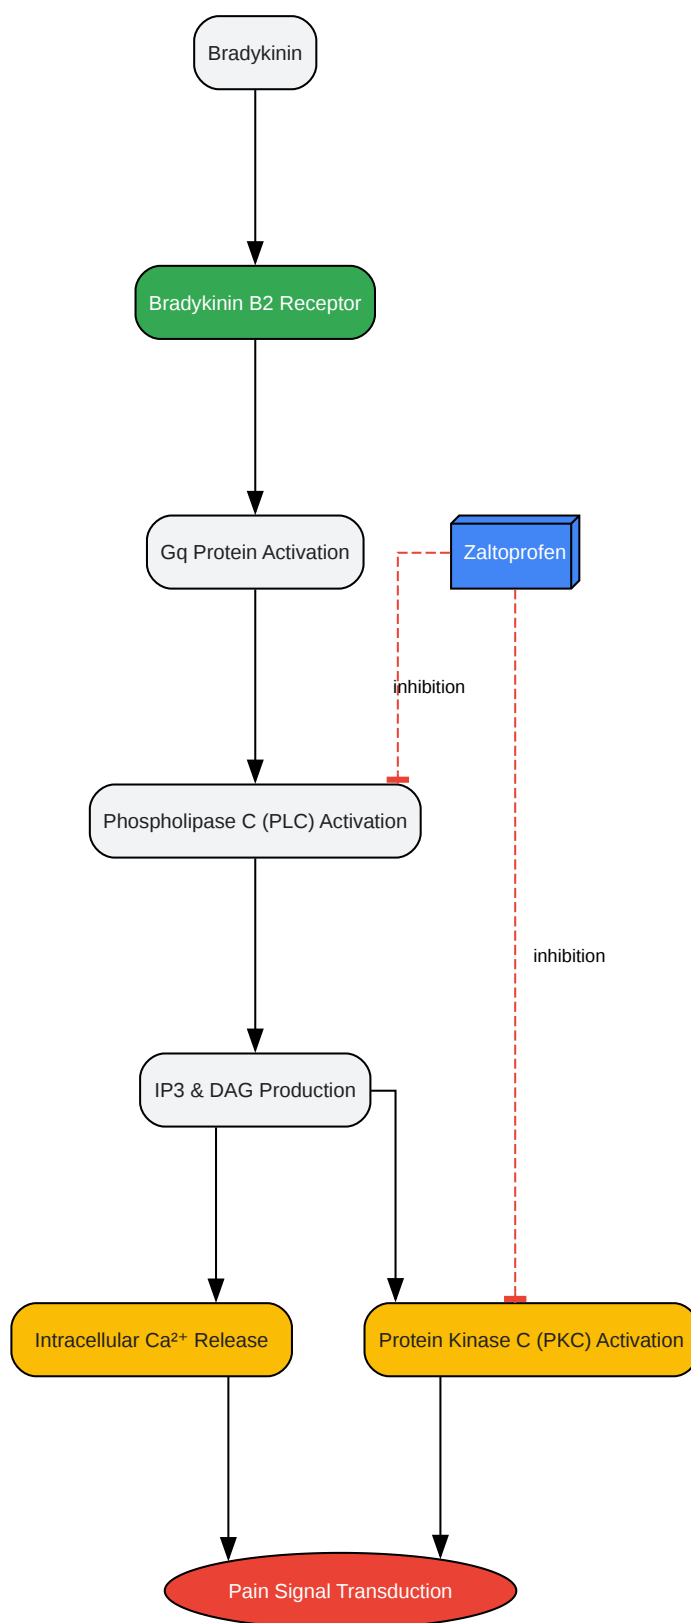 Bradykinin
Bradykinin B2 Receptor
Gq Protein Activation
Zaltoprofen
inhibition
Phospholipase C (PLC) Activation
inhibition
IP3 & DAG Production
Intracellular Ca²⁺ Release
Protein Kinase C (PKC) Activation
Pain Signal Transduction